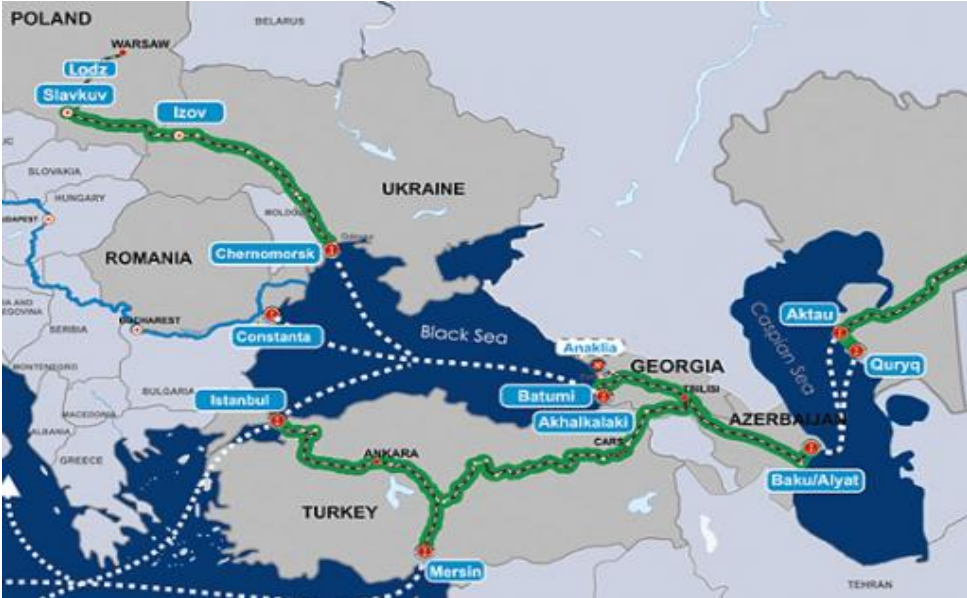 POLAND
BELARUS
WARSAW
Lodz
Slavkuv
Izov
SLOVAKIA
UKRAINE
HUNGARY
ROMANIA
Chernomorsk
BUCHAREST
Constanta
Black Sea
SERBIA
Caspian Sea
Aktau
Quryq
Anaklia
GEORGIA
MONTENEGRO
BULGARIA
Istanbul
Batumi
TBILISI
Akhalkalaki
AZERBAIJAN
MACEDONIA
ALBANIA
CARS
GREECE
ANKARA
Baku/Alyat
TURKEY
Mersin
TEHRAN